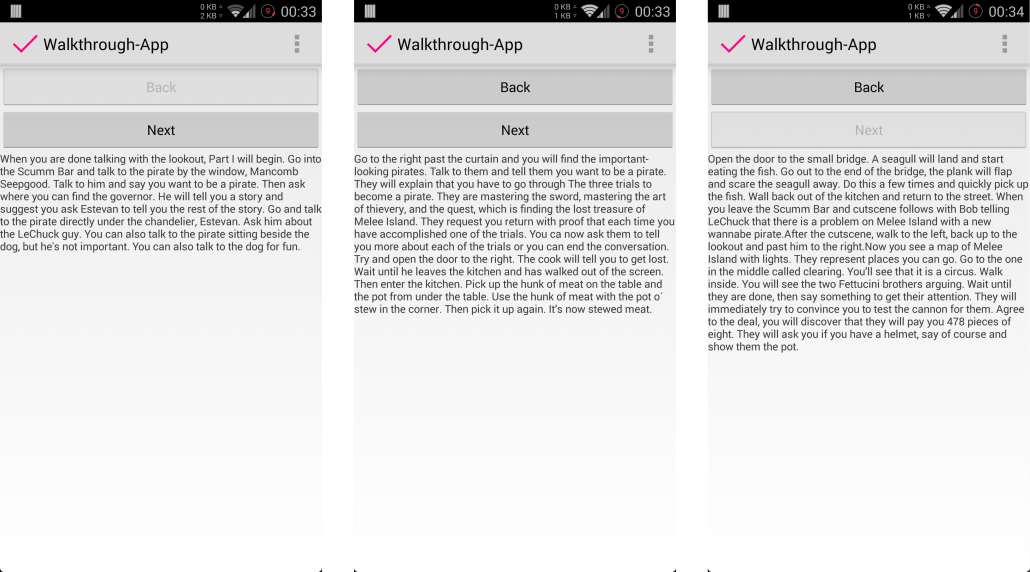 0 KB
2 KB
9
00:33
Walkthrough-App
Back
Next
When you are done talking with the lookout, Part I will begin. Go into
the Scumm Bar and talk to the pirate by the window, Mancomb
Seepgood. Talk to him and say you want to be a pirate. Then ask
where you can find the governor. He will tell you a story and
suggest you ask Estevan to tell you the rest of the story. Go and talk
to the pirate directly under the chandelier, Estevan. Ask him about
the LeChuck guy. You can also talk to the pirate sitting beside the
dog, but he's not important. You can also talk to the dog for fun.
0 KB
1 KB
9
00:33
Walkthrough-App
Back
Next
Go to the right past the curtain and you will find the important-
looking pirates. Talk to them and tell them you want to be a pirate.
They will explain that you have to go through The three trials to
become a pirate. They are mastering the sword, mastering the art
of thievery, and the quest, which is finding the lost treasure of
Melee Island. They request you return with proof that each time you
have accomplished one of the trials. You ca now ask them to tell
you more about each of the trials or you can end the conversation.
Try and open the door to the right. The cook will tell you to get lost.
Wait until he leaves the kitchen and has walked out of the screen.
Then enter the kitchen. Pick up the hunk of meat on the table and
the pot from under the table. Use the hunk of meat with the pot o´
stew in the corner. Then pick it up again. It's now stewed meat.
0 KB
1 KB
9
00:34
Walkthrough-App
Back
Next
Open the door to the small bridge. A seagull will land and start
eating the fish. Go out to the end of the bridge, the plank will flap
and scare the seagull away. Do this a few times and quickly pick up
the fish. Wall back out of the kitchen and return to the street. When
you leave the Scumm Bar and cutscene follows with Bob telling
LeChuck that there is a problem on Melee Island with a new
wannabe pirate.After the cutscene, walk to the left, back up to the
lookout and past him to the right.Now you see a map of Melee
Island with lights. They represent places you can go. Go to the one
in the middle called clearing. You'll see that it is a circus. Walk
inside. You will see the two Fettucini brothers arguing. Wait until
they are done, then say something to get their attention. They will
immediately try to convince you to test the cannon for them. Agree
to the deal, you will discover that they will pay you 478 pieces of
eight. They will ask you if you have a helmet, say of course and
show them the pot.